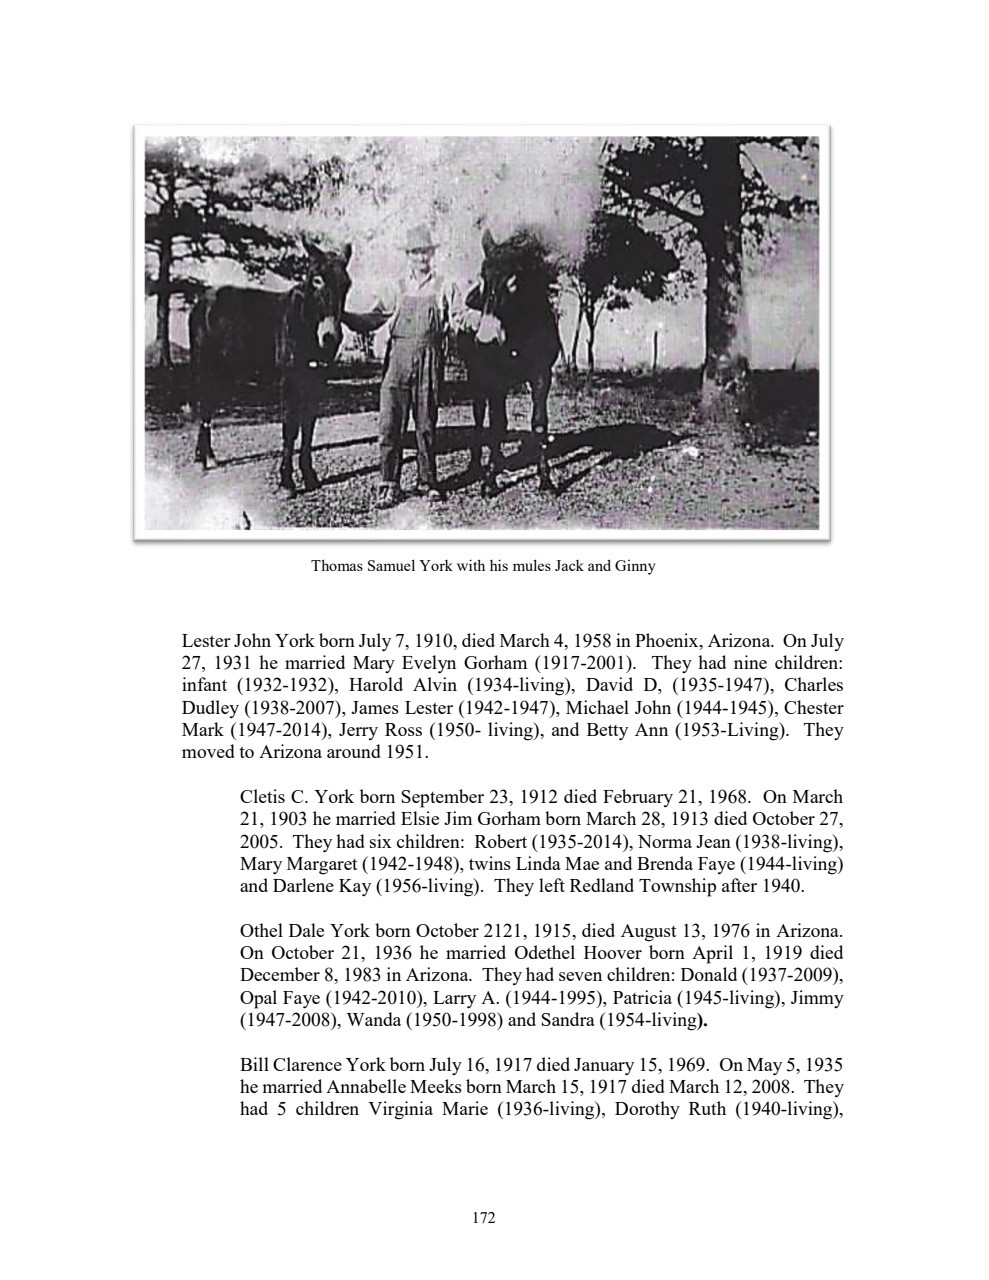 Thomas Samuel York with his mules Jack and Ginny
Lester John York born July 7, 1910, died March 4, 1958 in Phoenix, Arizona. On July
27, 1931 he married Mary Evelyn Gorham (1917-2001). They had nine children:
infant (1932-1932), Harold Alvin (1934-living), David D, (1935-1947), Charles
Dudley (1938-2007), James Lester (1942-1947), Michael John (1944-1945), Chester
Mark (1947-2014), Jerry Ross (1950- living), and Betty Ann (1953-Living). They
moved to Arizona around 1951.
Cletis C. York born September 23, 1912 died February 21, 1968. On March
21, 1903 he married Elsie Jim Gorham born March 28, 1913 died October 27,
2005. They had six children: Robert (1935-2014), Norma Jean (1938-living),
Mary Margaret (1942-1948), twins Linda Mae and Brenda Faye (1944-living)
and Darlene Kay (1956-living). They left Redland Township after 1940.
Othel Dale York born October 2121, 1915, died August 13, 1976 in Arizona.
On October 21, 1936 he married Odethel Hoover born April 1, 1919 died
December 8, 1983 in Arizona. They had seven children: Donald (1937-2009),
Opal Faye (1942-2010), Larry A. (1944-1995), Patricia (1945-living), Jimmy
(1947-2008), Wanda (1950-1998) and Sandra (1954-living).
Bill Clarence York born July 16, 1917 died January 15, 1969. On May 5, 1935
he married Annabelle Meeks born March 15, 1917 died March 12, 2008. They
had 5 children Virginia Marie (1936-living), Dorothy Ruth (1940-living),
172